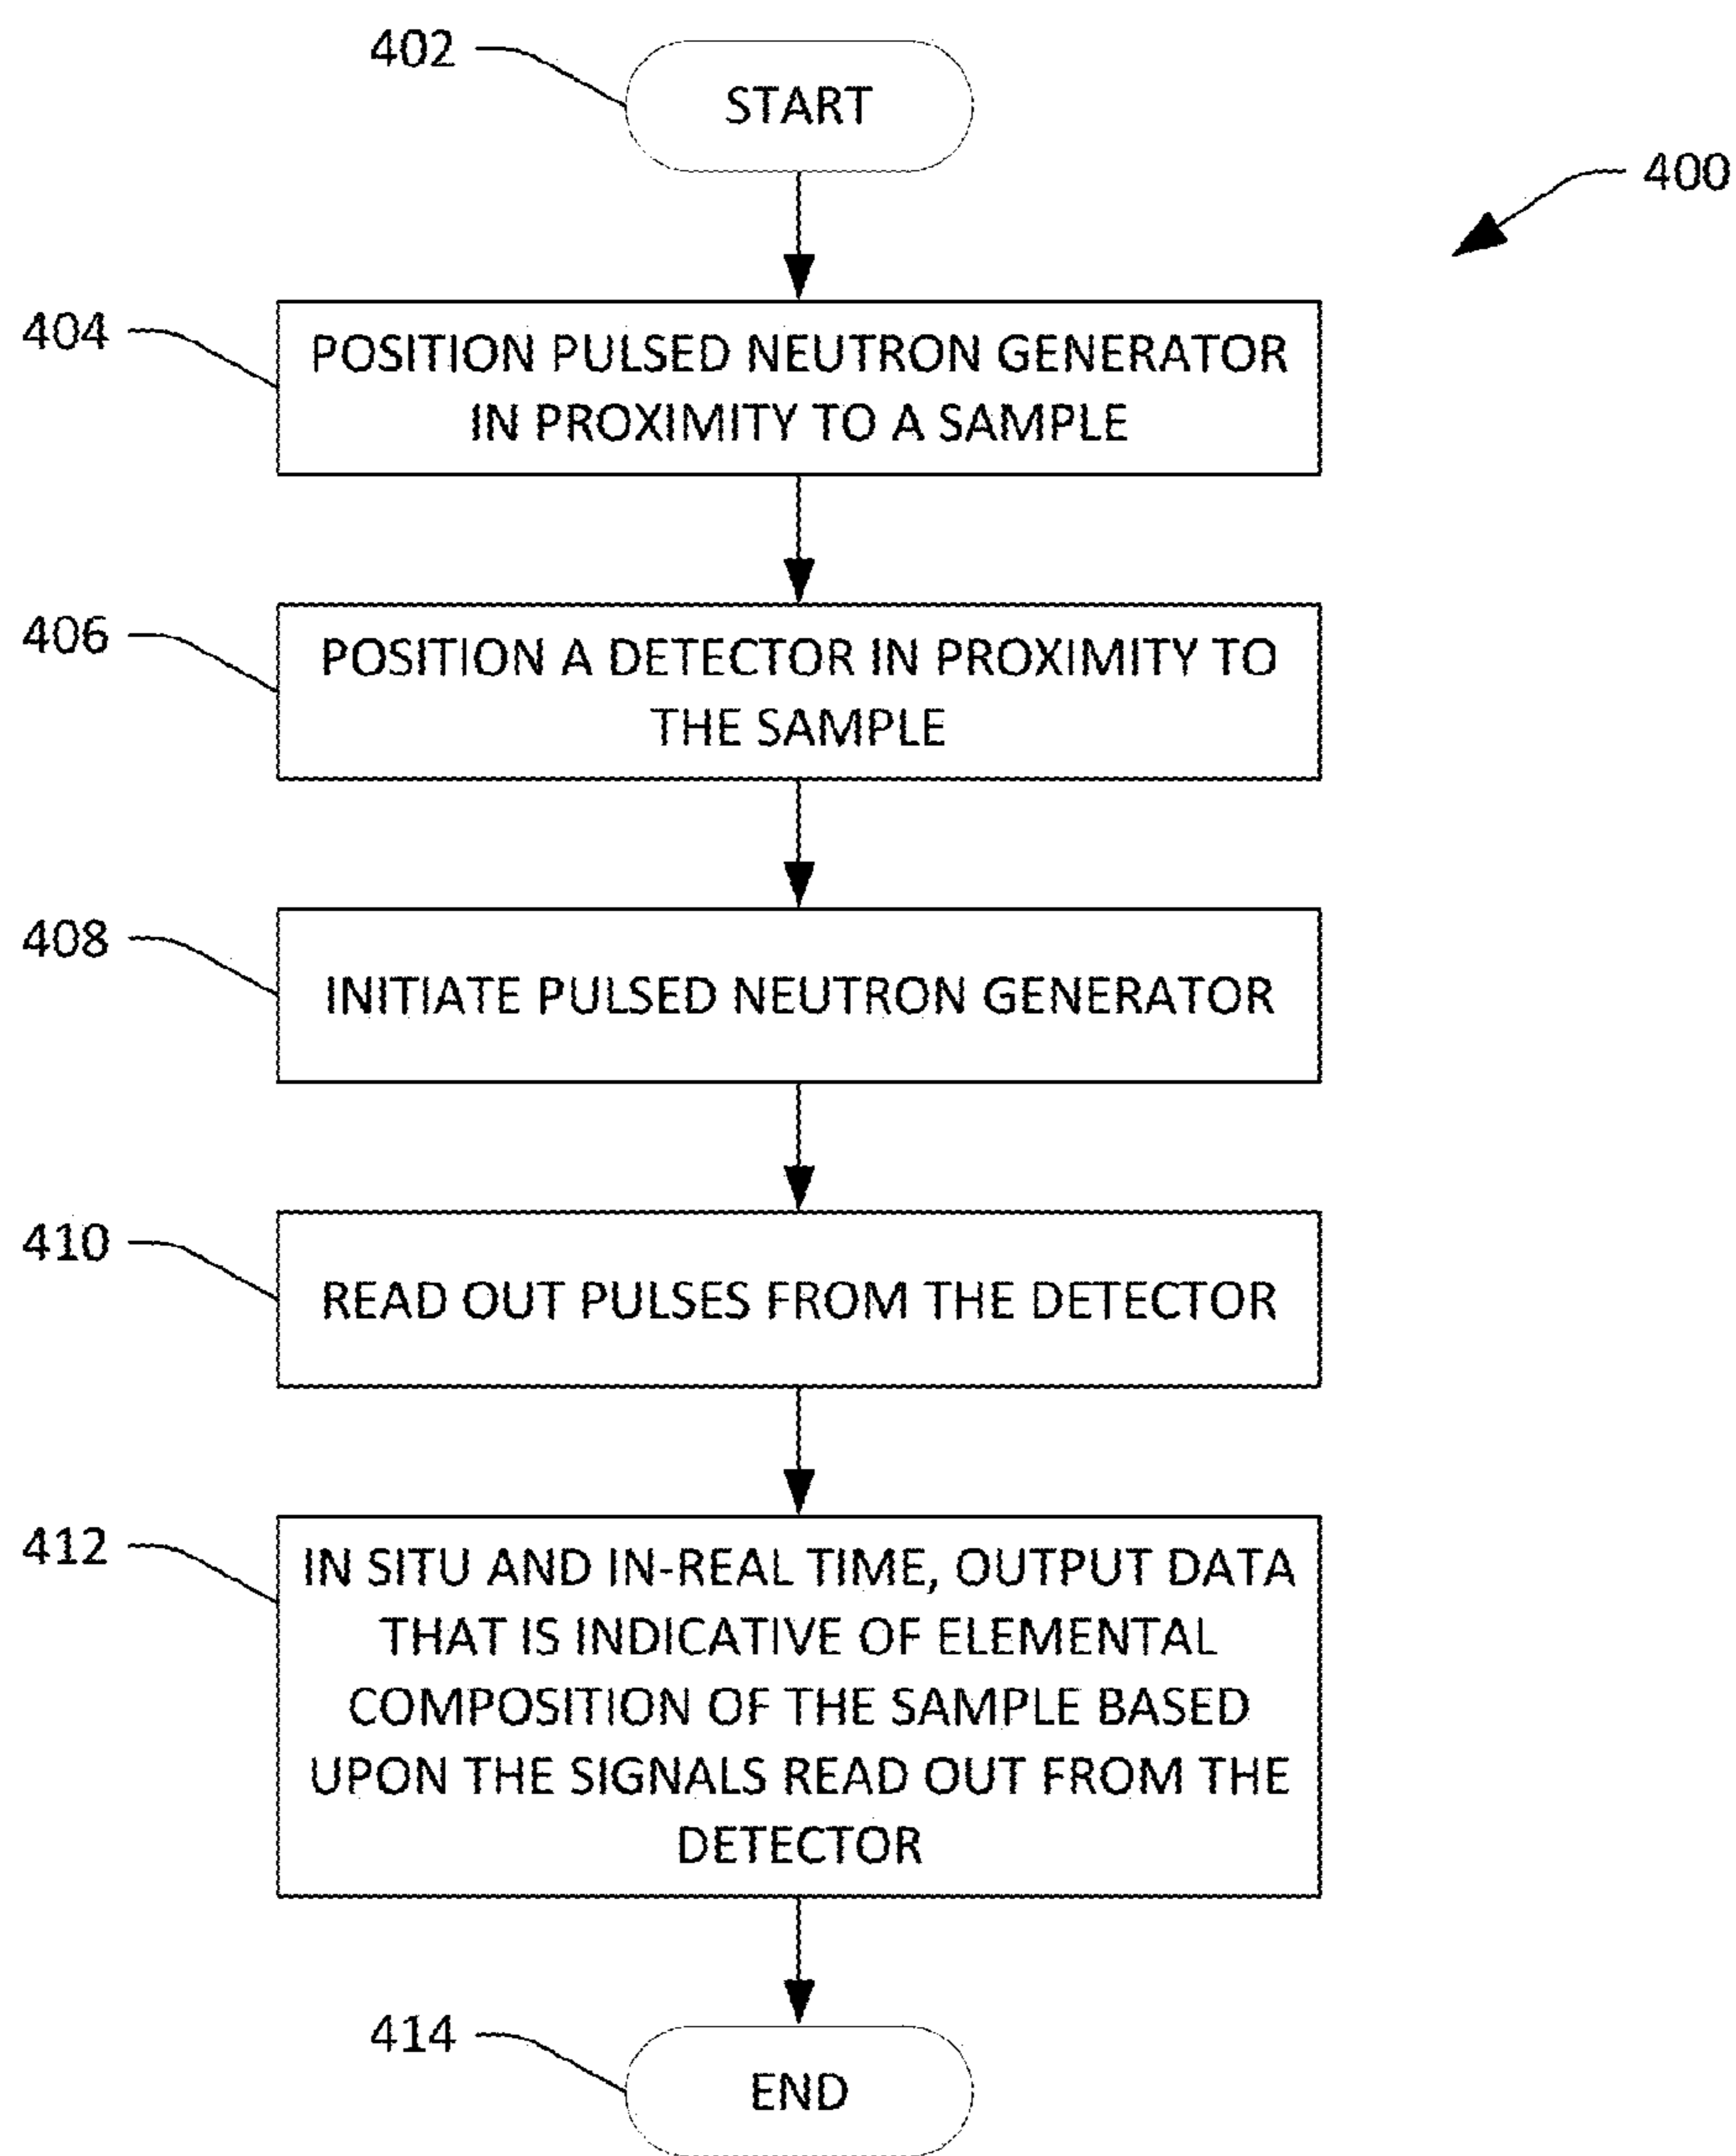 402
START
400
404
POSITION PULSED NEUTRON GENERATOR
IN PROXIMITY TO A SAMPLE
406
POSITION A DETECTOR IN PROXIMITY TO
THE SAMPLE
408
INITIATE PULSED NEUTRON GENERATOR
410
READ OUT PULSES FROM THE DETECTOR
412
IN SITU AND IN-REAL TIME, OUTPUT DATA
THAT IS INDICATIVE OF ELEMENTAL
COMPOSITION OF THE SAMPLE BASED
UPON THE SIGNALS READ OUT FROM THE
DETECTOR
414
END